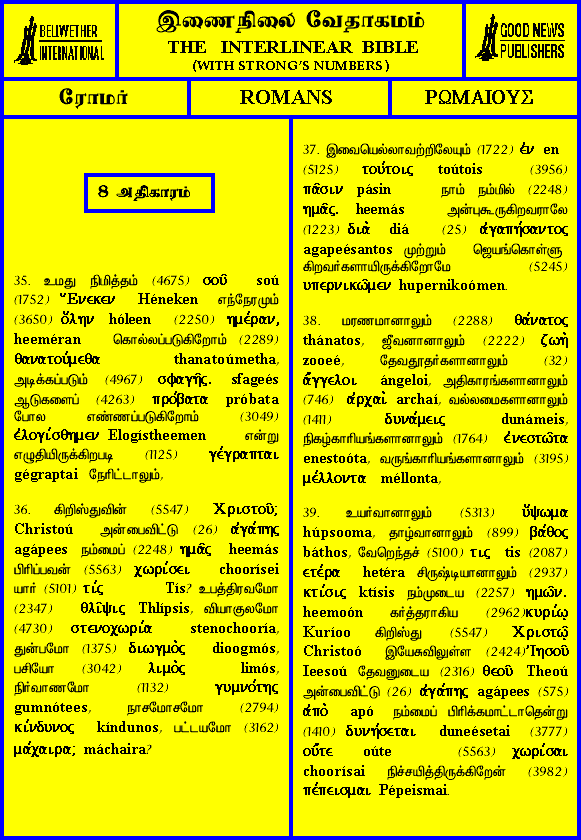 BELLWETHER
INTERNATIONAL
இணைநிலை வேதாகமம்
THE INTERLINEAR BIBLE
(WITH STRONG'S NUMBERS)
GOOD NEWS
PUBLISHERS
ரோமர்
ROMANS
ΡΩΜΑΙΟΥΣ
8 அதிகாரம்
35. உமது நிமித்தம் (4675) σοῦ soú
(1752) Ἕνεκεν Héneken எந்நேரமும்
(3650) ὅλην hóleen (2250) ημέραν,
heeméran கொல்லப்படுகிறோம் (2289)
θανατούμεθα thanatoúmetha,
அடிக்கப்படும் (4967) σφαγῆς. sfageés
ஆடுகளைப் (4263) πρόβατα próbata
போல எண்ணப்படுகிறோம் (3049)
ἐλογίσθημεν Elogístheemen என்று
எழுதியிருக்கிறபடி (1125) γέγραπται
gégraptai நேரிட்டாலும்,
36. கிறிஸ்துவின் (5547) Χριστοῦ;
Christoú அன்பைவிட்டு (26) ἀγάπης
agápees நம்மைப் (2248) ημᾶς heemás
பிரிப்பவன் (5563) χωρίσει choorísei
யார் (5101) τίς Tís? உபத்திரவமோ
(2347) θλῖψις Thlípsis, வியாகுலமோ
(4730) στενοχωρία stenochooría,
துன்பமோ (1375) διωγμὸς dioogmós,
பசியோ (3042) λιμὸς limós,
நிர்வாணமோ (1132) γυμνότης
gumnótees, நாசமோசமோ (2794)
κίνδυνος kíndunos, பட்டயமோ (3162)
μάχαιρα; máchaira?
37. இவையெல்லாவற்றிலேயும் (1722) ἐν en
(5125) τούτοις toútois (3956)
πᾶσιν pásin நாம் நம்மில் (2248)
ημᾶς. heemás அன்புகூருகிறவராலே
(1223) διὰ diá (25) ἀγαπήσαντος
agapeésantos முற்றும் ஜெயங்கொள்ளு
கிறவர்களாயிருக்கிறோமே (5245)
υπερνικῶμεν hupernikoómen.
38. மரணமானாலும் (2288) θάνατος
thánatos, ஜீவனானாலும் (2222) ζωὴ
zooeé, தேவதூதர்களானாலும் (32)
ἄγγελοι ángeloi, அதிகாரங்களானாலும்
(746) ἀρχαὶ archaí, வல்லமைகளானாலும்
(1411) δυνάμεις dunámeis,
நிகழ்காரியங்களானாலும் (1764) ἐνεστῶτα
enestoóta, வருங்காரியங்களானாலும் (3195)
μέλλοντα méllonta,
39. உயர்வானாலும் (5313) ὕψωμα
húpsooma, தாழ்வானாலும் (899) βάθος
báthos, வேறெந்தச் (5100) τις tis (2087)
ετέρα hetéra சிருஷ்டியானாலும் (2937)
κτίσις ktísis நம்முடைய (2257) ημῶν.
heemoón கர்த்தராகிய (2962)κυρίῳ
Kuríoo கிறிஸ்து (5547) Χριστῷ
Christoó இயேசுவிலுள்ள (2424)Ἰησοῦ
Ieesoú தேவனுடைய (2316) θεοῦ Theoú
அன்பைவிட்டு (26) ἀγάπης agápees (575)
ἀπὸ apó நம்மைப் பிரிக்கமாட்டாதென்று
(1410) δυνήσεται duneésetai (3777)
οὔτε oúte (5563) χωρίσαι
choorísai நிச்சயித்திருக்கிறேன் (3982)
πέπεισμαι Pépeismai.